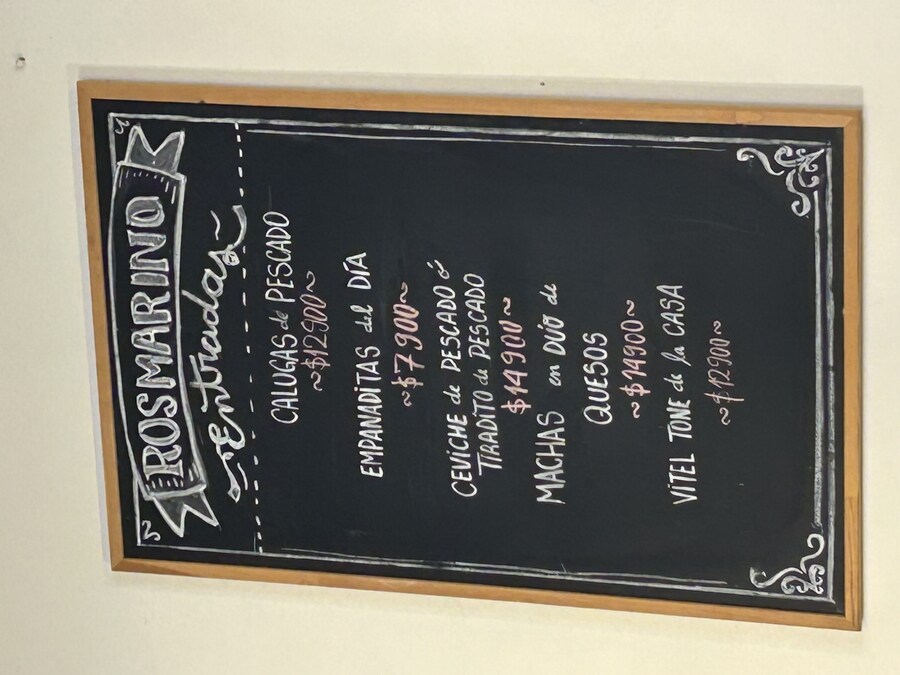 ROSMARINO
Entradas
CALUGAS de PESCADO
~$12900~
EMPANADITAS del DÍA
~$7900~
CEVICHE de PESCADO ó
TIRADITO de PESCADO
$14900~
MACHAS en DÚO de
QUESOS
~$14900~
VITEL TONE de la CASA
~$12900~